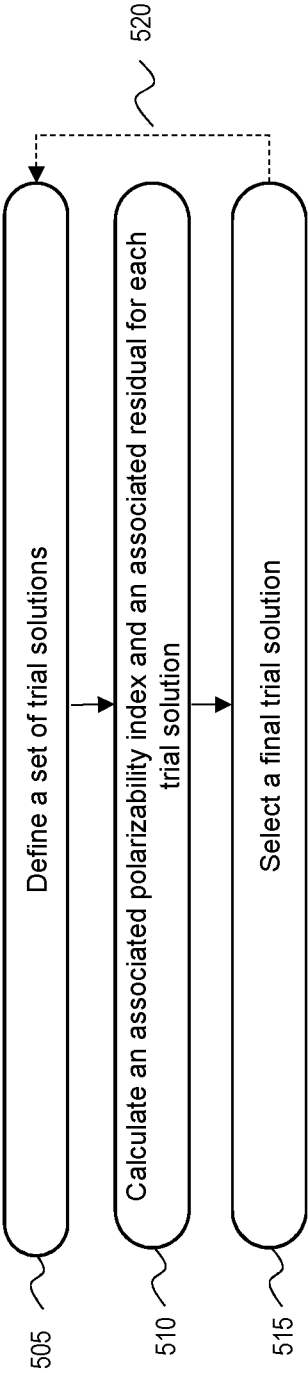 505
Define a set of trial solutions
510
Calculate an associated polarizability index and an associated residual for each
trial solution
515
Select a final trial solution
520